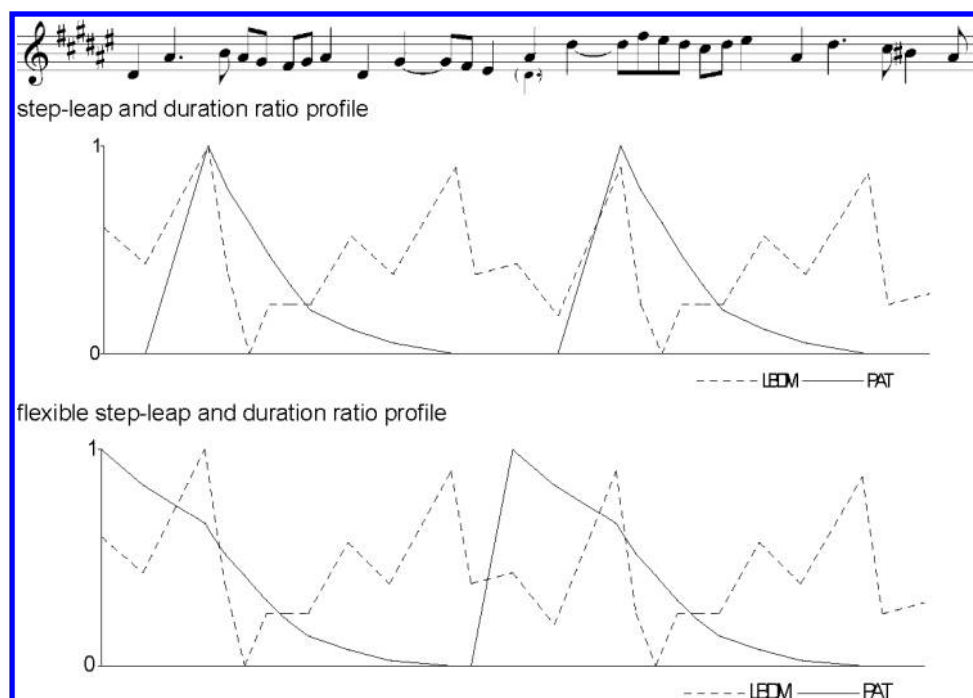 step-leap and duration ratio profile
1
0
LBDM PAT
flexible step-leap and duration ratio profile
1
0
LBDM PAT